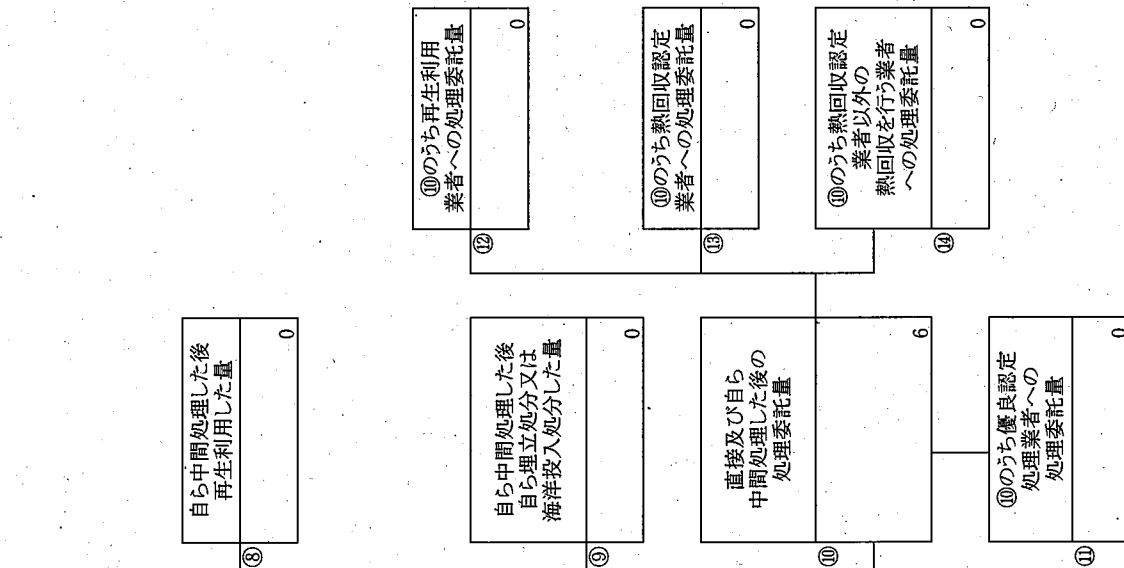 ⑧
自ら中間処理した後
再生利用した量
0
⑨
自ら中間処理した後
自ら埋立処分又は
海洋投入処分した量
0
⑩
直接及び自ら
中間処理した後の
処理委託量
6
⑪
⑩のうち優良認定
処理業者への
処理委託量
0
⑫
⑩のうち再生利用
業者への処理委託量
0
⑬
⑩のうち熱回収認定
業者への処理委託量
0
⑭
⑩のうち熱回収認定
業者以外の
熱回収を行う業者
への処理委託量
0